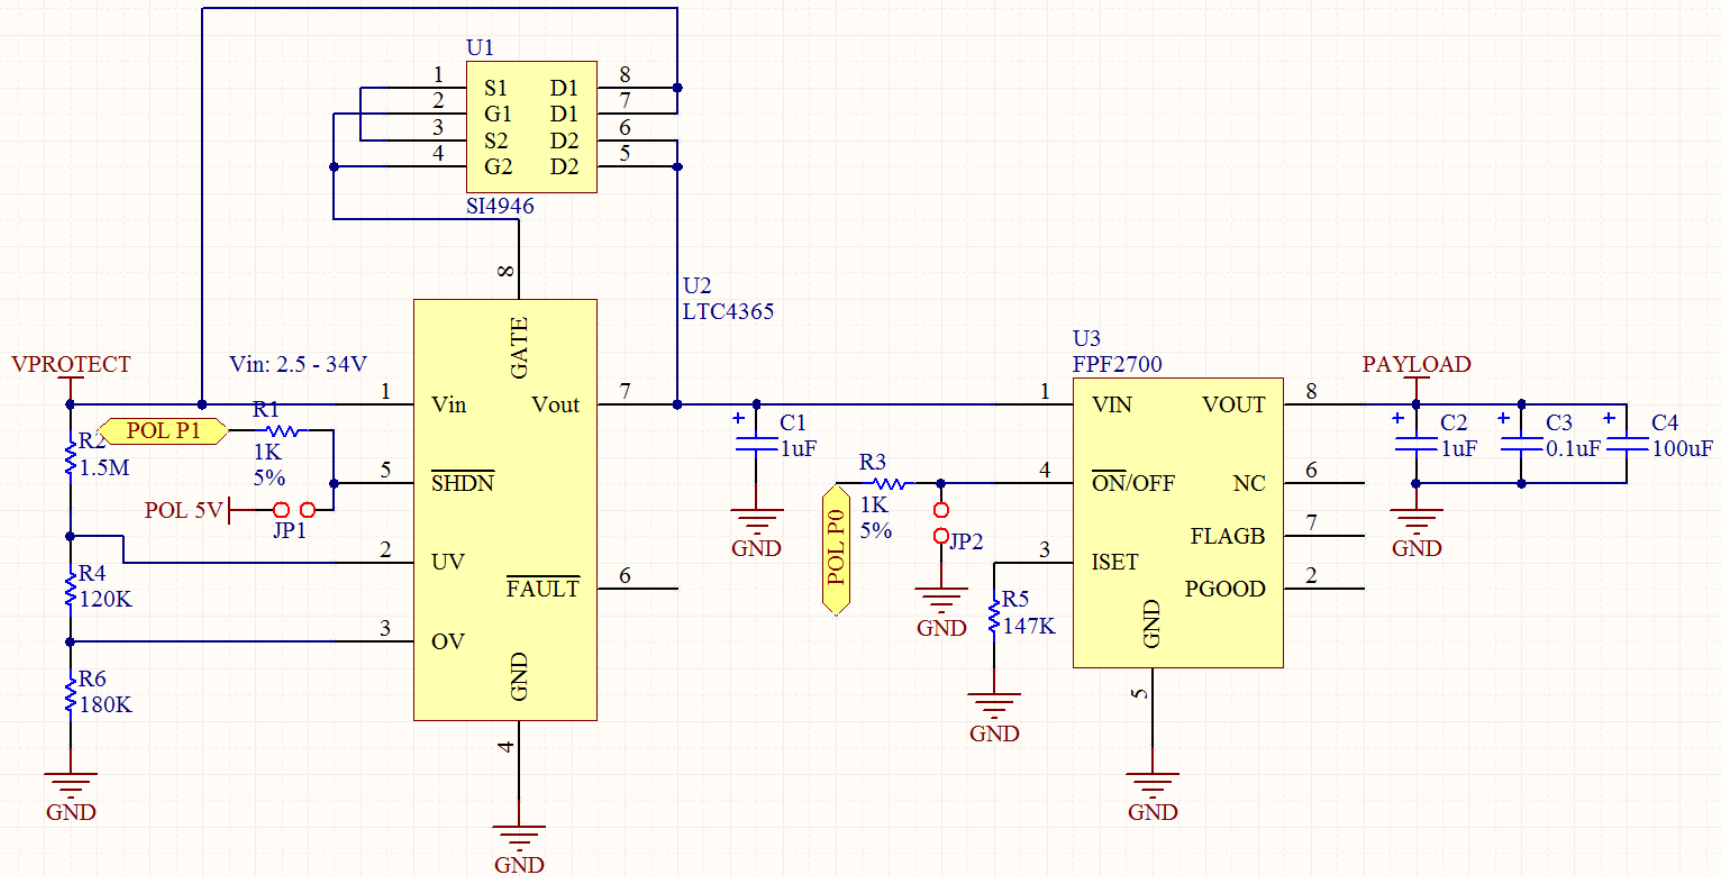 U1
1
S1
D1
8
2
G1
D1
7
3
S2
D2
6
4
G2
D2
5
SI4946
8
GATE
U2
LTC4365
VPROTECT
Vin: 2.5 - 34V
1
Vin
Vout
7
POL P1
R1
1K
5%
R2
1.5M
5
SHDN
POL 5V
JP1
2
UV
R4
120K
FAULT
6
3
OV
R6
180K
GND
GND
4
GND
C1
1uF
GND
R3
1K
5%
POL P0
JP2
GND
U3
FPF2700
1
VIN
VOUT
8
4
ON/OFF
NC
6
FLAGB
7
3
ISET
PGOOD
2
R5
147K
GND
GND
5
GND
PAYLOAD
C2
1uF
C3
0.1uF
C4
100uF
GND